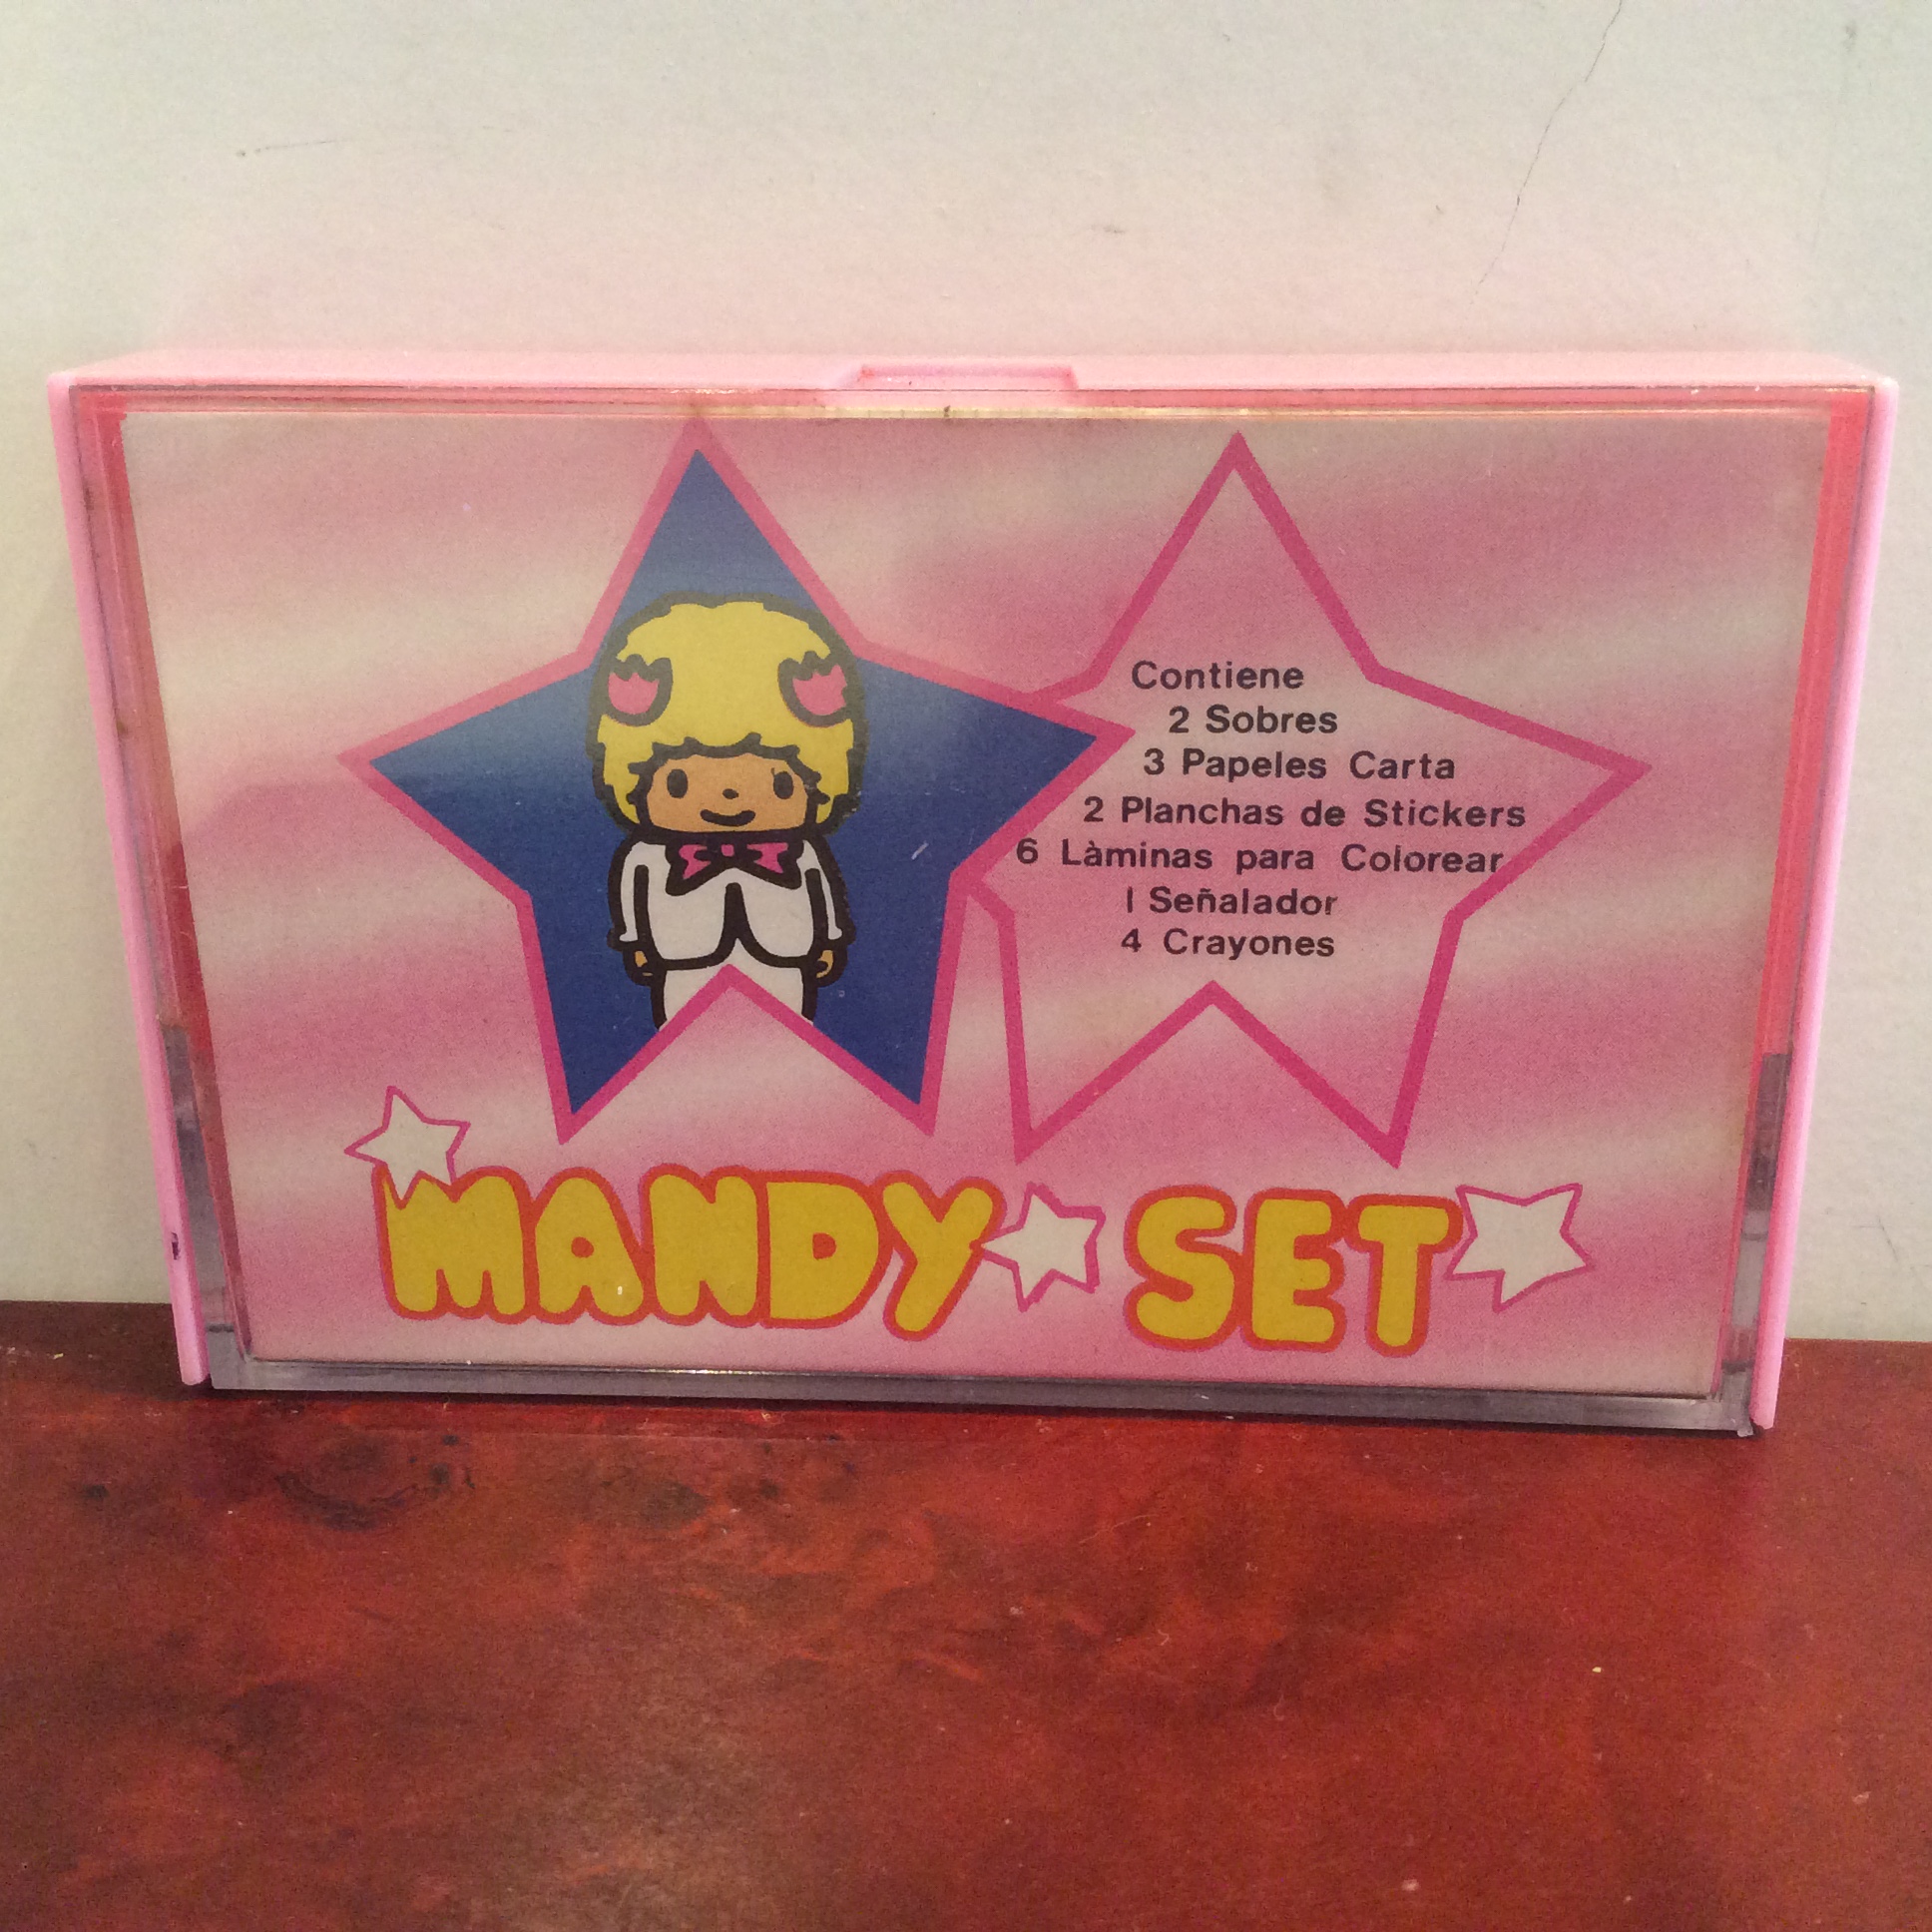 Contiene
2 Sobres
3 Papeles Carta
2 Planchas de Stickers
6 Làminas para Colorear
1 Señalador
4 Crayones
MANDY SET